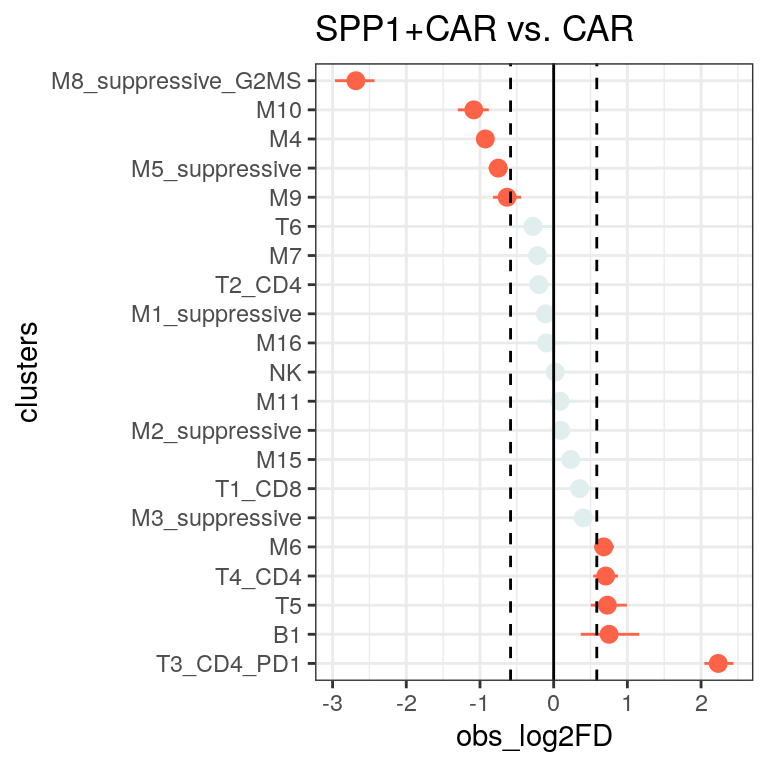 SPP1+CAR vs. CAR
clusters
M8_suppressive_G2MS
M10
M4
M5_suppressive
M9
T6
M7
T2_CD4
M1_suppressive
M16
NK
M11
M2_suppressive
M15
T1_CD8
M3_suppressive
M6
T4_CD4
T5
B1
T3_CD4_PD1
-3 -2 -1 0 1 2
obs_log2FD